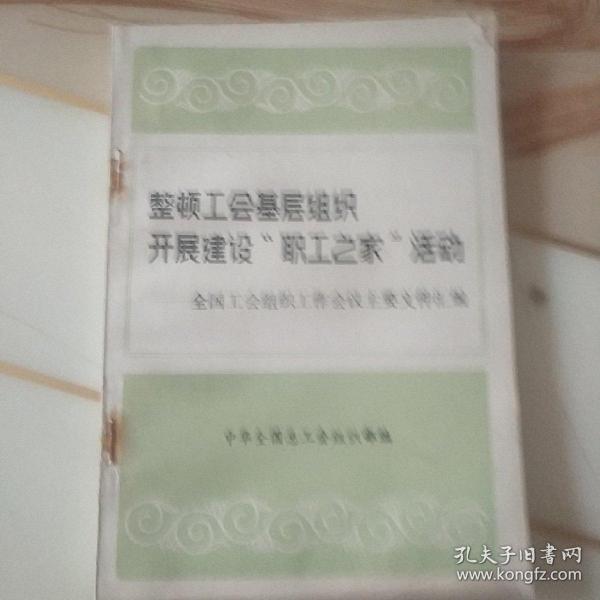 整顿工会基层组织
开展建设“职工之家”活动
全国工会组织工作会议主要文件汇编
中华全国总工会组织部编
孔夫子旧书网
www.kongfz.com